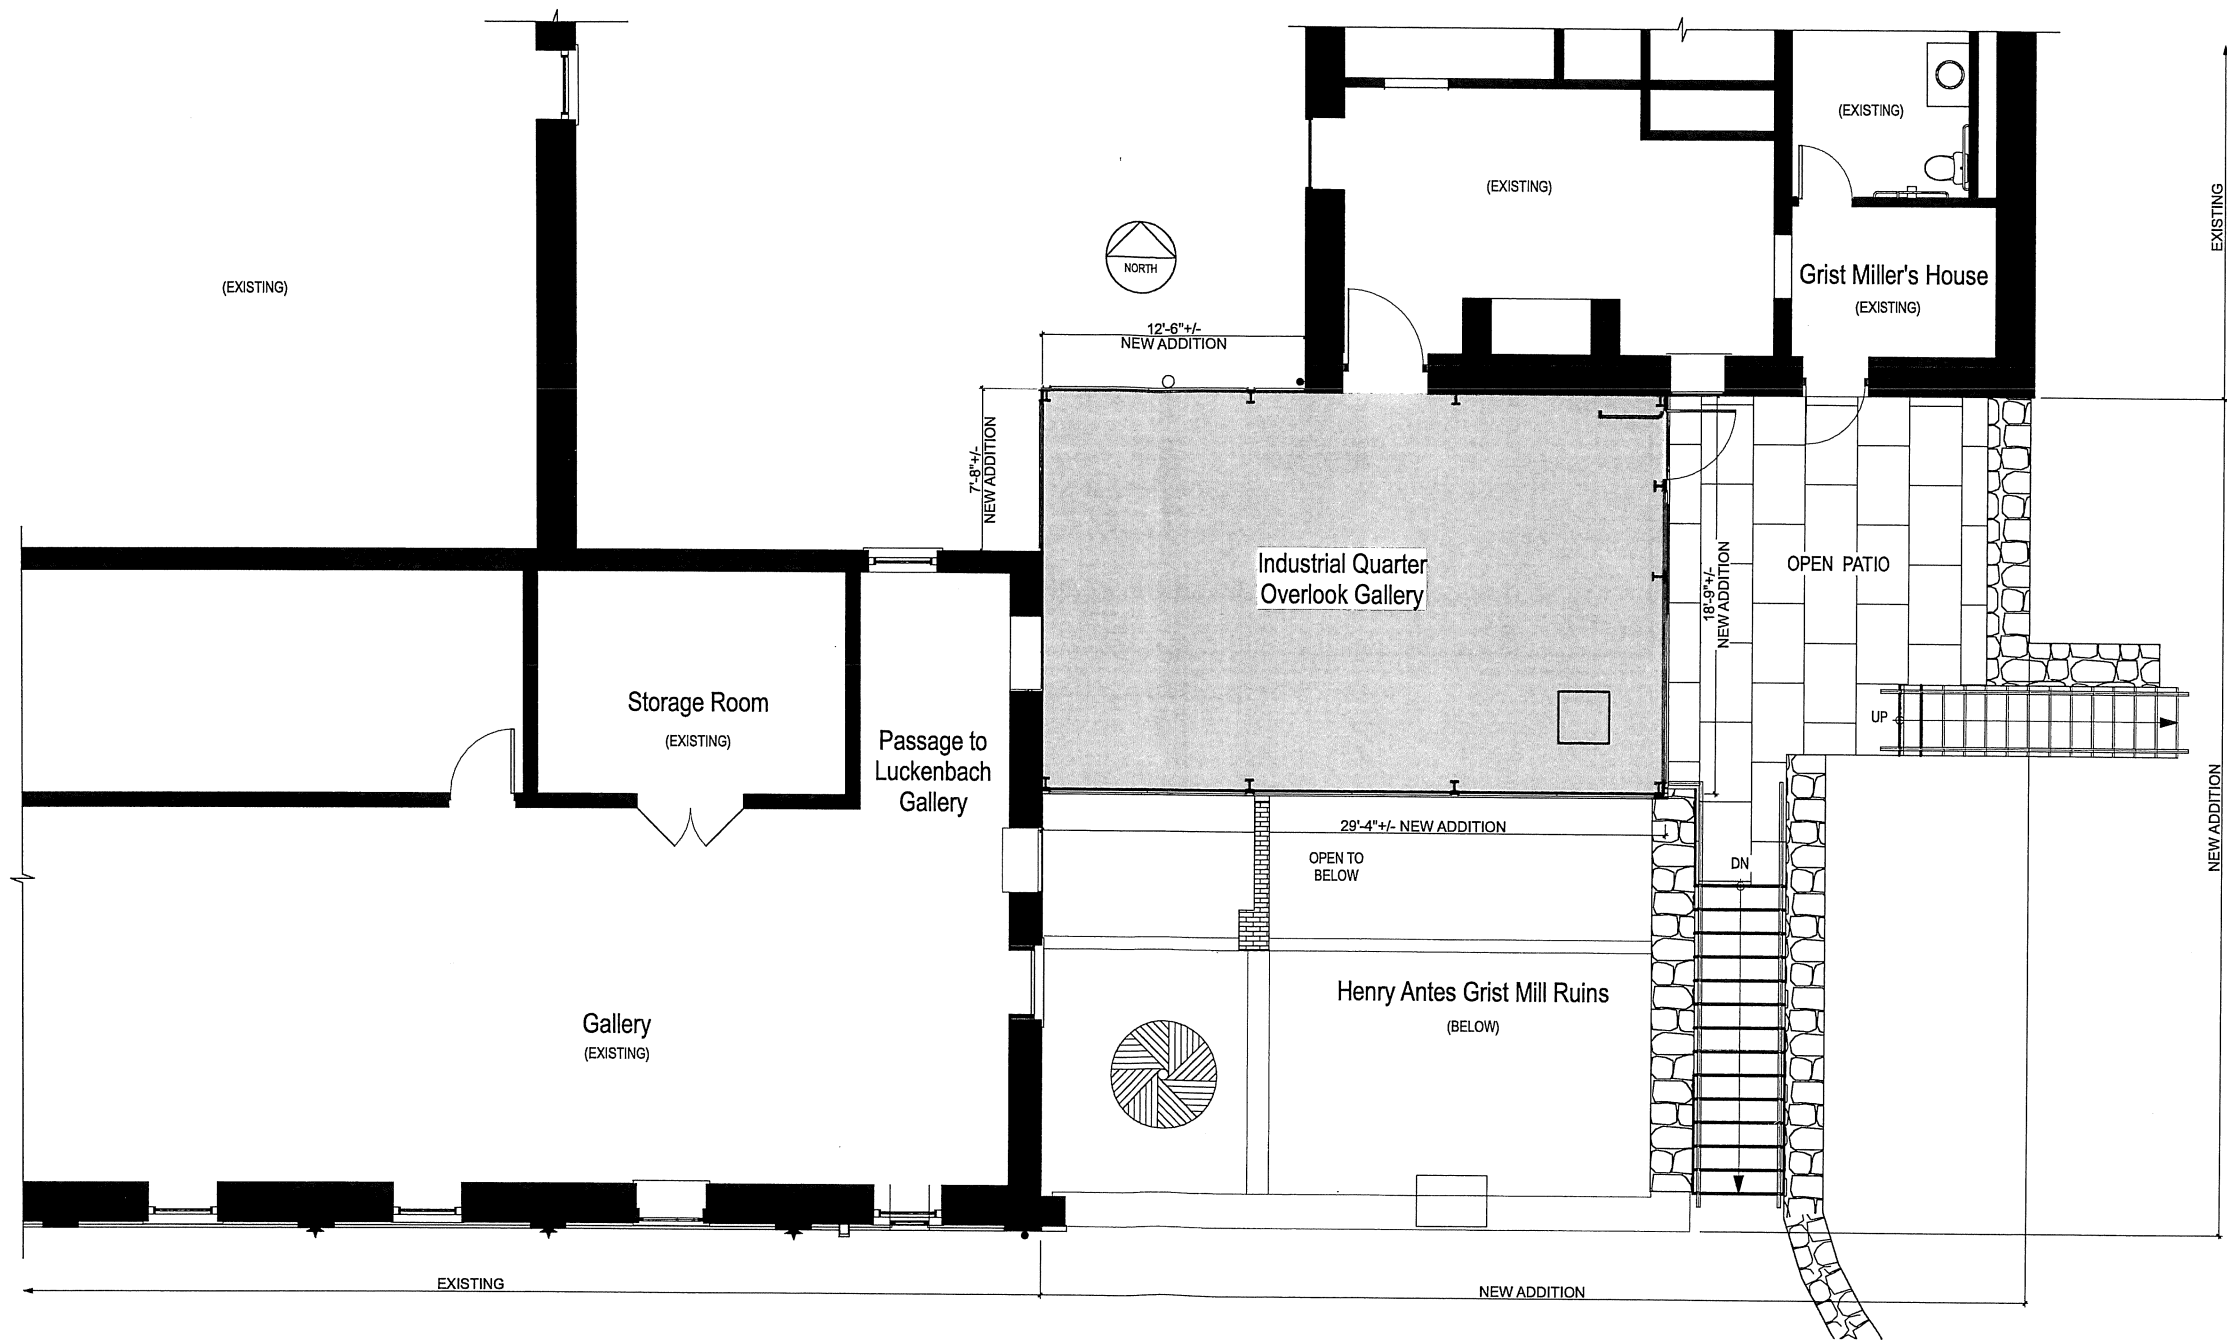 (EXISTING)
(EXISTING)
EXISTING
(EXISTING)
NORTH
Grist Miller's House
(EXISTING)
(EXISTING)
12'-6"+/-
NEW ADDITION
7'-8"+/-
NEW ADDITION
Industrial Quarter
Overlook Gallery
18'-9"+/-
NEW ADDITION
OPEN PATIO
Storage Room
(EXISTING)
Passage to
Luckenbach
Gallery
UP
29'-4"+/- NEW ADDITION
OPEN TO
BELOW
DN
NEW ADDITION
Henry Antes Grist Mill Ruins
(BELOW)
Gallery
(EXISTING)
EXISTING
NEW ADDITION